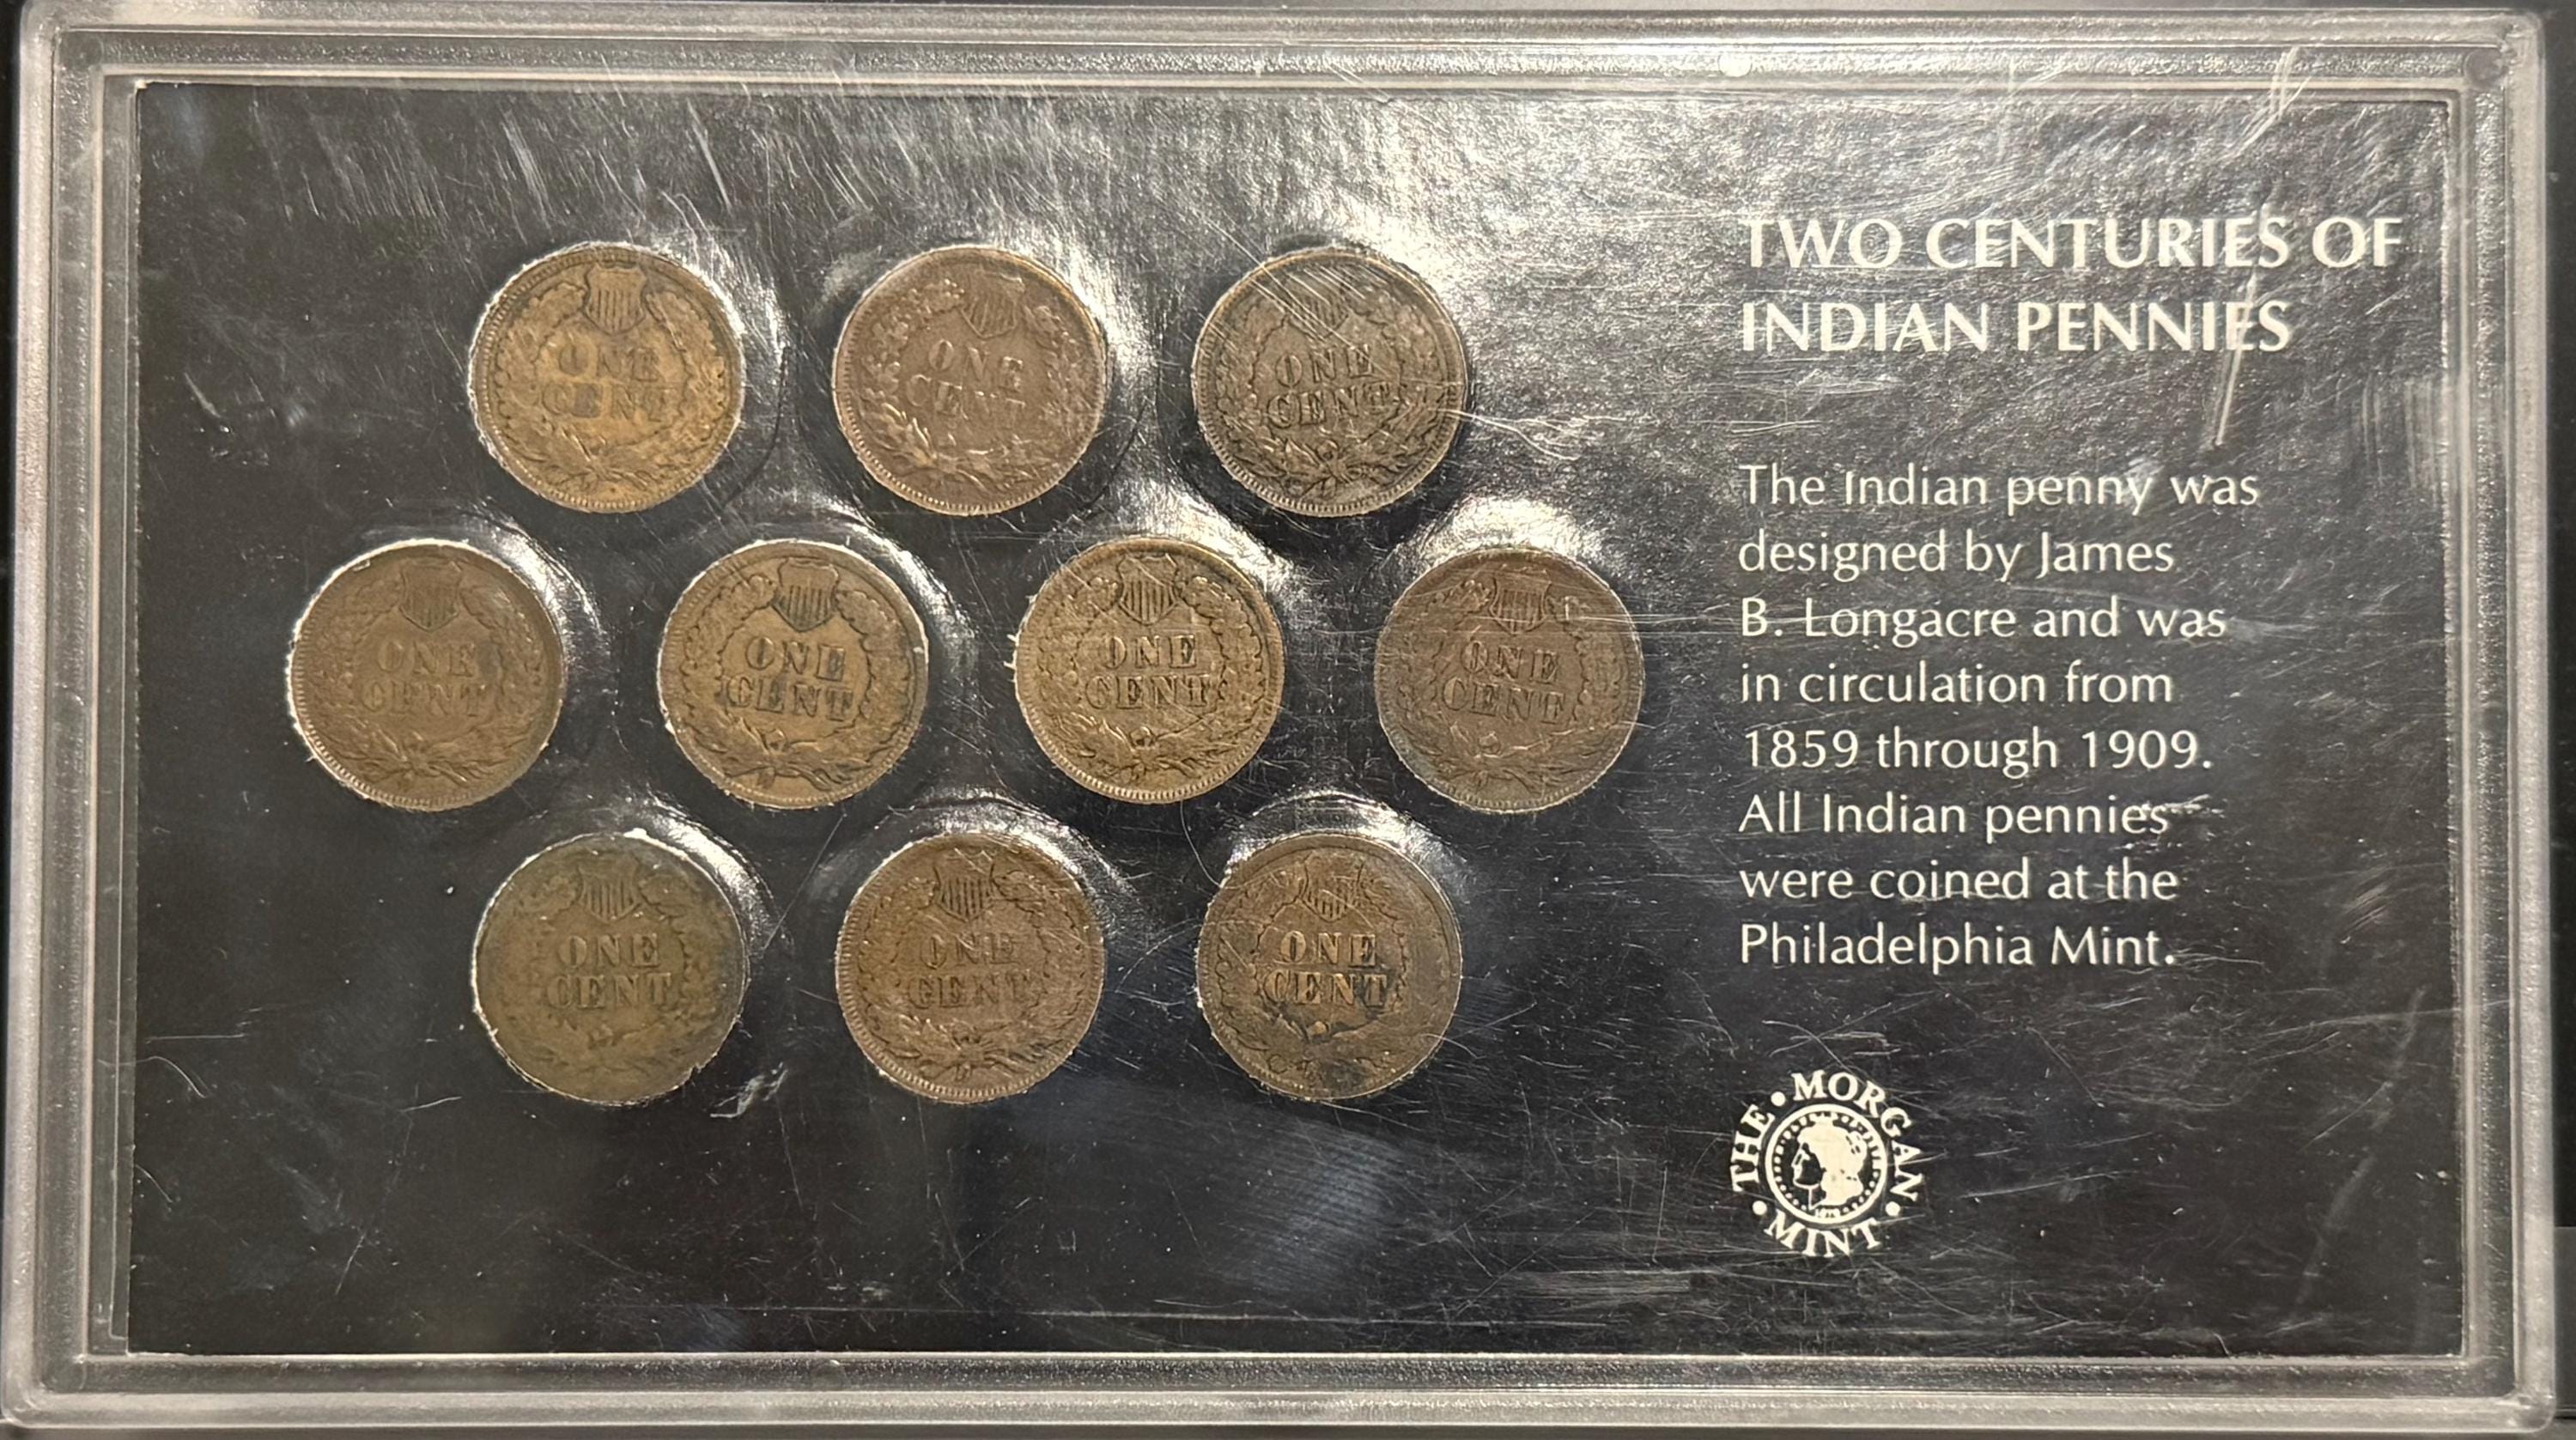 TWO CENTURIES OF
INDIAN PENNIES
The Indian penny was
designed by James
B. Longacre and was
in circulation from
1859 through 1909.
All Indian pennies
were coined at the
Philadelphia Mint.
THE • MORGAN • MINT •
ONE
CENT
ONE
CENT
ONE
CENT
ONE
CENT
ONE
CENT
ONE
CENT
ONE
CENT
ONE
CENT
ONE
CENT
ONE
CENT